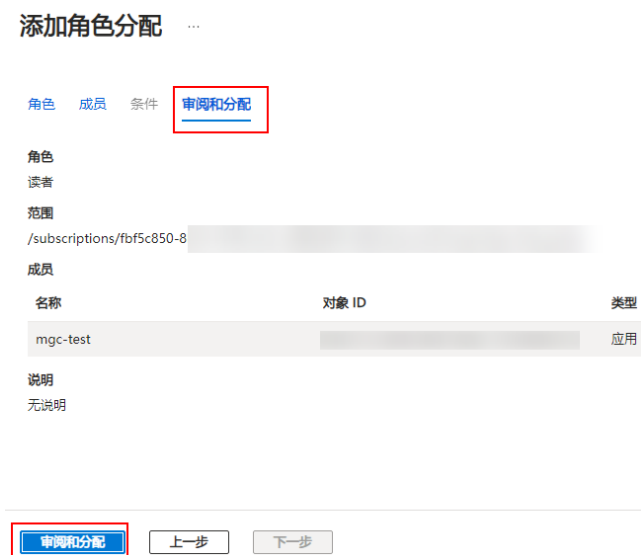 添加角色分配 ...
角色 成员 条件 审阅和分配
角色
读者
范围
/subscriptions/fbf5c850-8
成员
名称 对象 ID 类型
mgc-test 应用
说明
无说明
审阅和分配 上一步 下一步